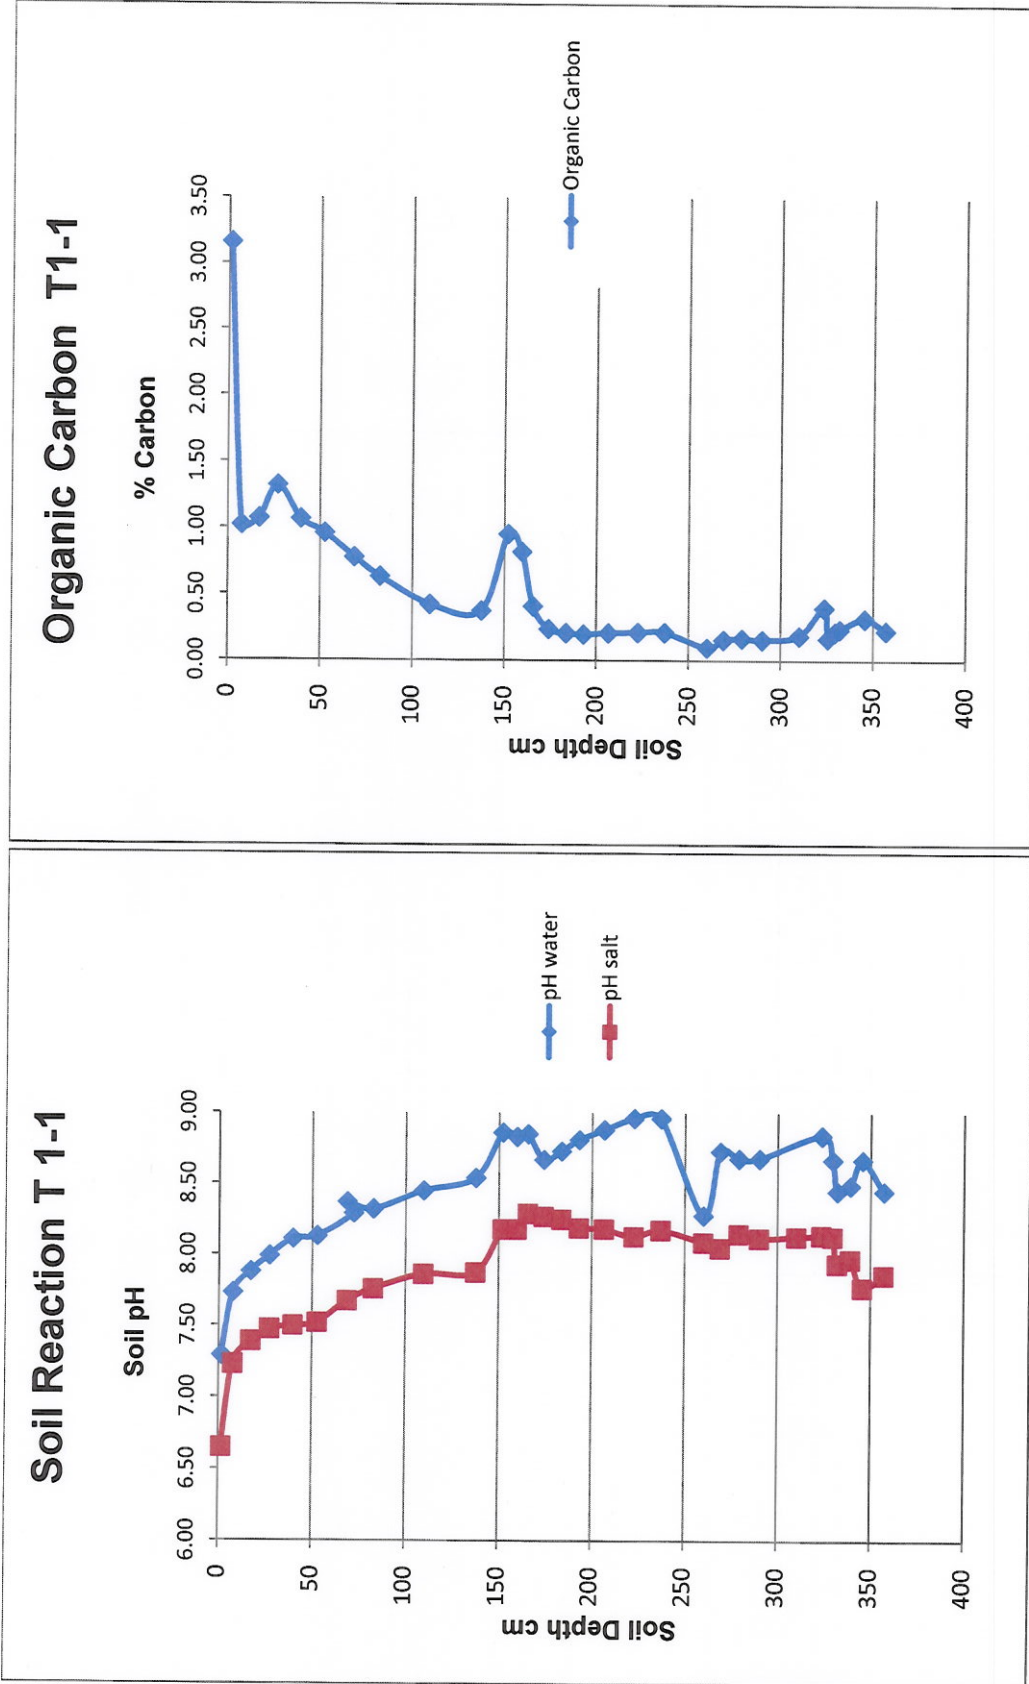 Soil Reaction T 1-1
Soil pH
6.00 6.50 7.00 7.50 8.00 8.50 9.00
0
50
100
150
200
250
300
350
400
Soil Depth cm
pH water
pH salt
Organic Carbon T1-1
% Carbon
0.00 0.50 1.00 1.50 2.00 2.50 3.00 3.50
0
50
100
150
200
250
300
350
400
Soil Depth cm
Organic Carbon